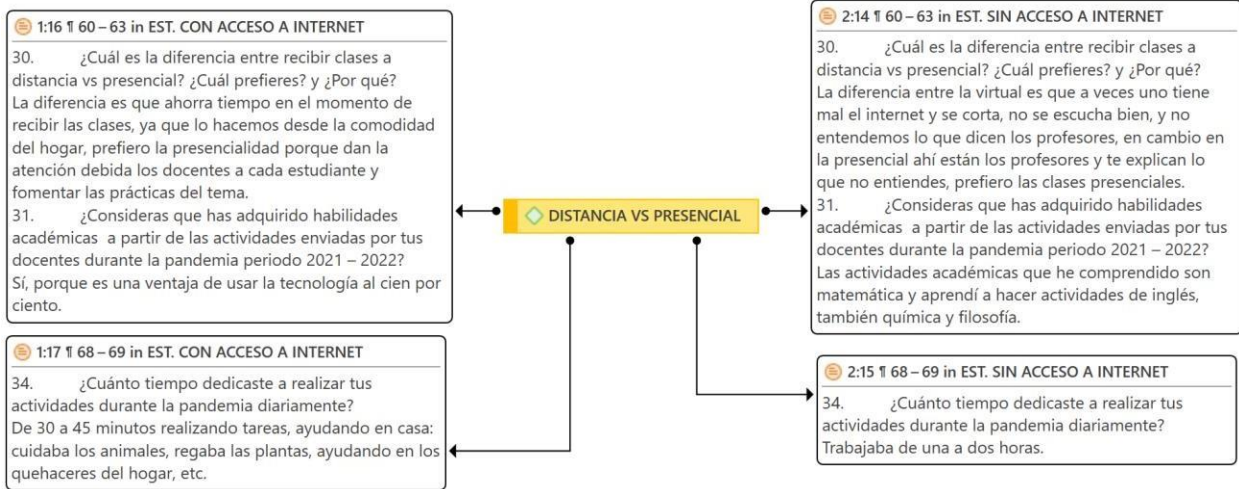 1:16 ¶ 60 – 63 in EST. CON ACCESO A INTERNET
30. ¿Cuál es la diferencia entre recibir clases a
distancia vs presencial? ¿Cuál prefieres? y ¿Por qué?
La diferencia es que ahorra tiempo en el momento de
recibir las clases, ya que lo hacemos desde la comodidad
del hogar, prefiero la presencialidad porque dan la
atención debida los docentes a cada estudiante y
fomentar las prácticas del tema.
31. ¿Consideras que has adquirido habilidades
académicas a partir de las actividades enviadas por tus
docentes durante la pandemia periodo 2021 – 2022?
Sí, porque es una ventaja de usar la tecnología al cien por
ciento.
1:17 ¶ 68 – 69 in EST. CON ACCESO A INTERNET
34. ¿Cuánto tiempo dedicaste a realizar tus
actividades durante la pandemia diariamente?
De 30 a 45 minutos realizando tareas, ayudando en casa:
cuidaba los animales, regaba las plantas, ayudando en los
quehaceres del hogar, etc.
DISTANCIA VS PRESENCIAL
2:14 ¶ 60 – 63 in EST. SIN ACCESO A INTERNET
30. ¿Cuál es la diferencia entre recibir clases a
distancia vs presencial? ¿Cuál prefieres? y ¿Por qué?
La diferencia entre la virtual es que a veces uno tiene
mal el internet y se corta, no se escucha bien, y no
entendemos lo que dicen los profesores, en cambio en
la presencial ahí están los profesores y te explican lo
que no entiendes, prefiero las clases presenciales.
31. ¿Consideras que has adquirido habilidades
académicas a partir de las actividades enviadas por tus
docentes durante la pandemia periodo 2021 – 2022?
Las actividades académicas que he comprendido son
matemática y aprendí a hacer actividades de inglés,
también química y filosofía.
2:15 ¶ 68 – 69 in EST. SIN ACCESO A INTERNET
34. ¿Cuánto tiempo dedicaste a realizar tus
actividades durante la pandemia diariamente?
Trabajaba de una a dos horas.